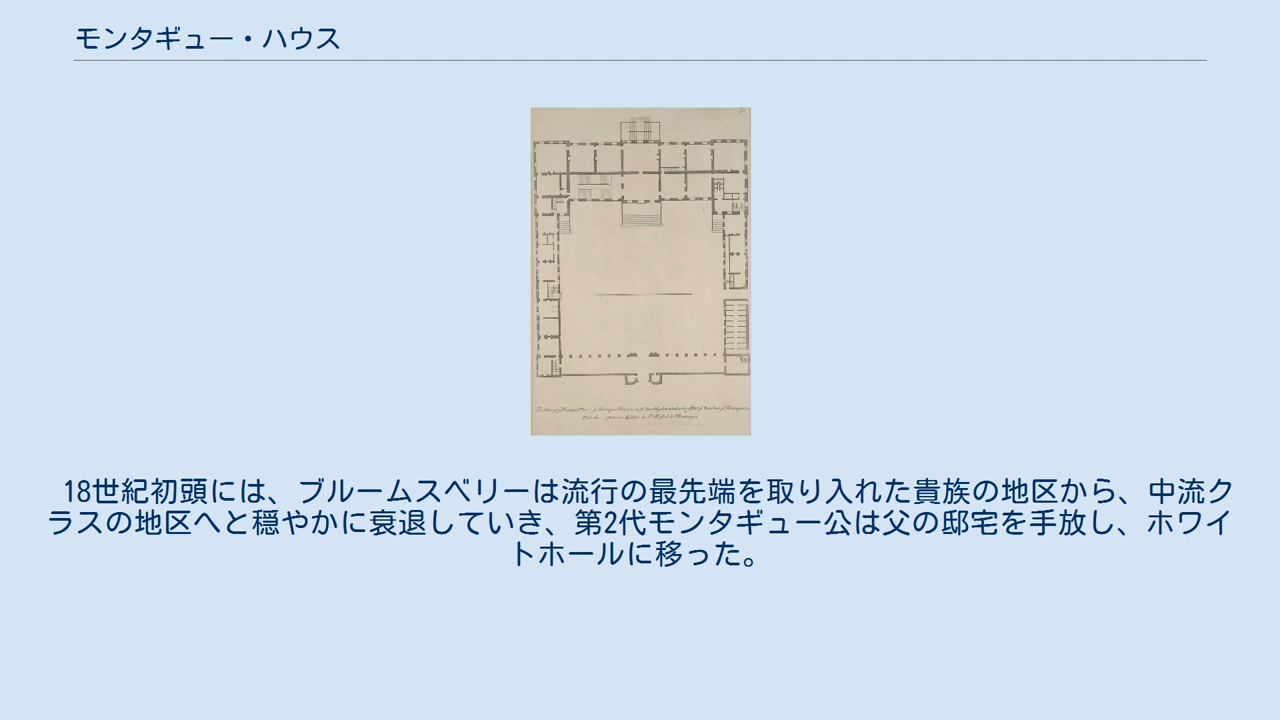 モンタギュー・ハウス
18世紀初頭には、ブルームスベリーは流行の最先端を取り入れた貴族の地区から、中流ク
ラスの地区へと穏やかに衰退していき、第2代モンタギュー公は父の邸宅を手放し、ホワイ
トホールに移った。